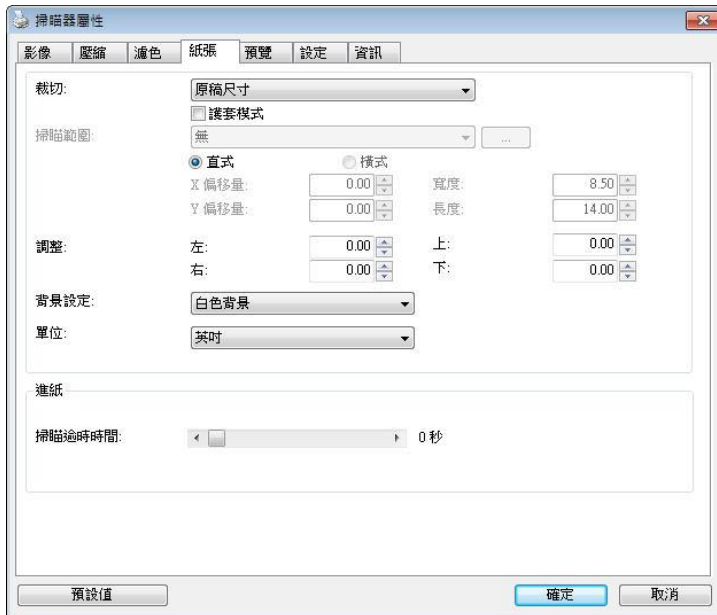 掃瞄器屬性
影像 壓縮 濾色 紙張 預覽 設定 資訊
裁切: 原稿尺寸
護套模式
掃瞄範圍: 無 ...
直式 橫式
X 偏移量: 0.00 寬度: 8.50
Y 偏移量: 0.00 長度: 14.00
調整: 左: 0.00 上: 0.00
右: 0.00 下: 0.00
背景設定: 白色背景
單位: 英吋
進紙
掃瞄逾時時間: 0 秒
預設值 確定 取消